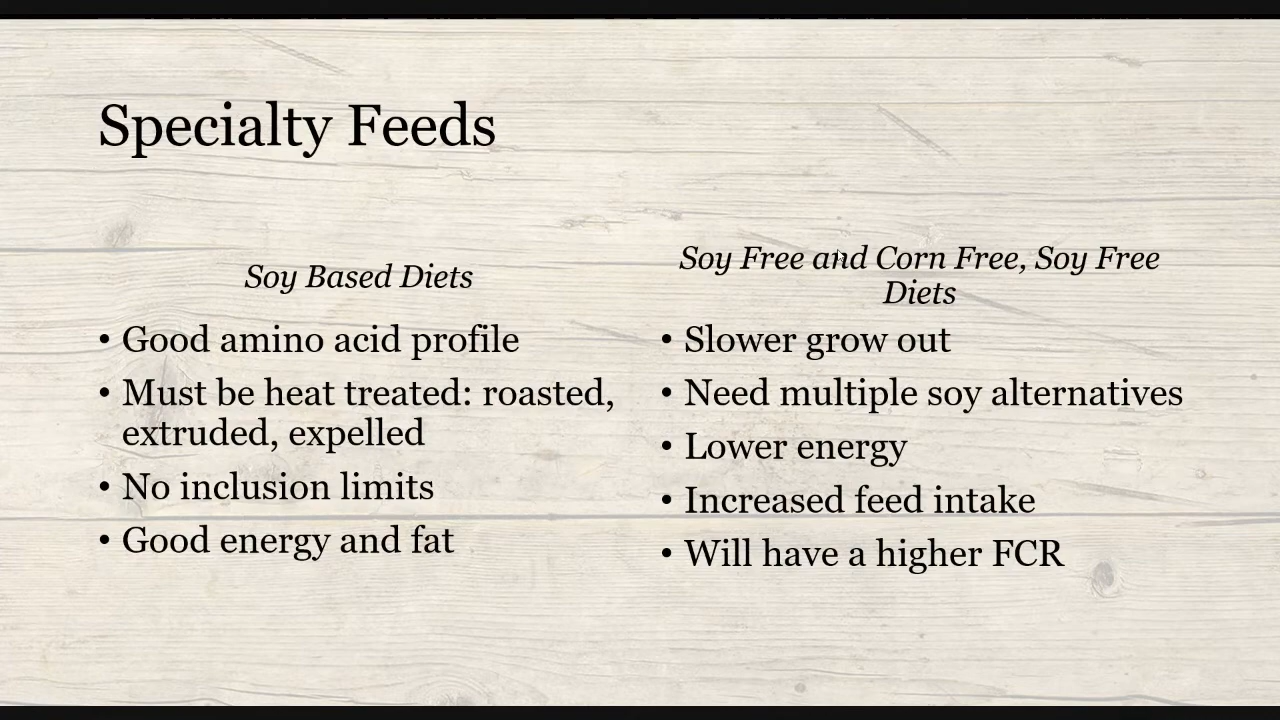 Specialty Feeds
Soy Based Diets
• Good amino acid profile
• Must be heat treated: roasted,
extruded, expelled
• No inclusion limits
• Good energy and fat
Soy Free and Corn Free, Soy Free
Diets
• Slower grow out
• Need multiple soy alternatives
• Lower energy
• Increased feed intake
• Will have a higher FCR